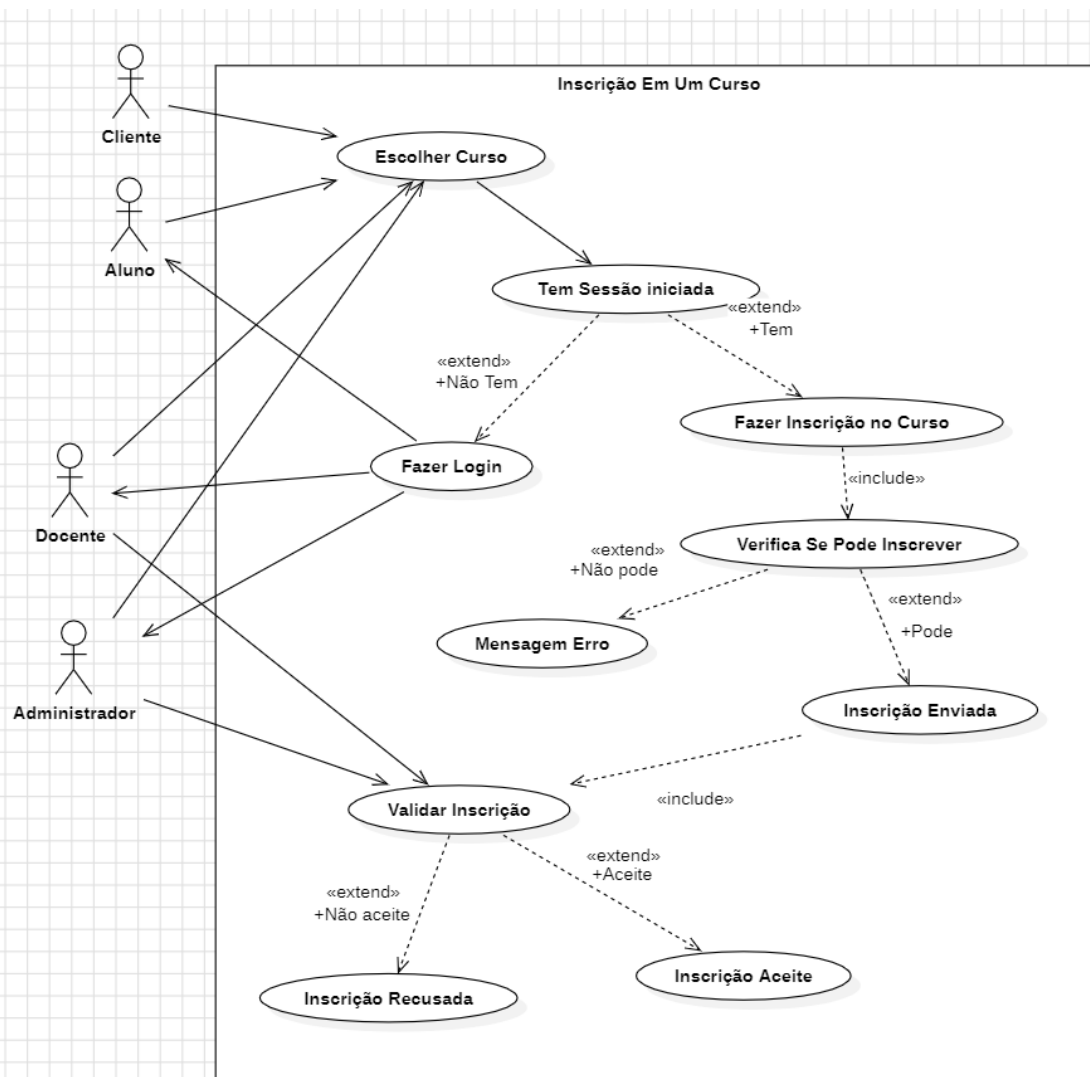 Inscrição Em Um Curso
Cliente
Escolher Curso
Aluno
Tem Sessão iniciada
«extend»
+Tem
«extend»
+Não Tem
Fazer Inscrição no Curso
Fazer Login
«include»
Docente
Verifica Se Pode Inscrever
«extend»
+Não pode
«extend»
+Pode
Mensagem Erro
Administrador
Inscrição Enviada
«include»
Validar Inscrição
«extend»
+Aceite
«extend»
+Não aceite
Inscrição Aceite
Inscrição Recusada